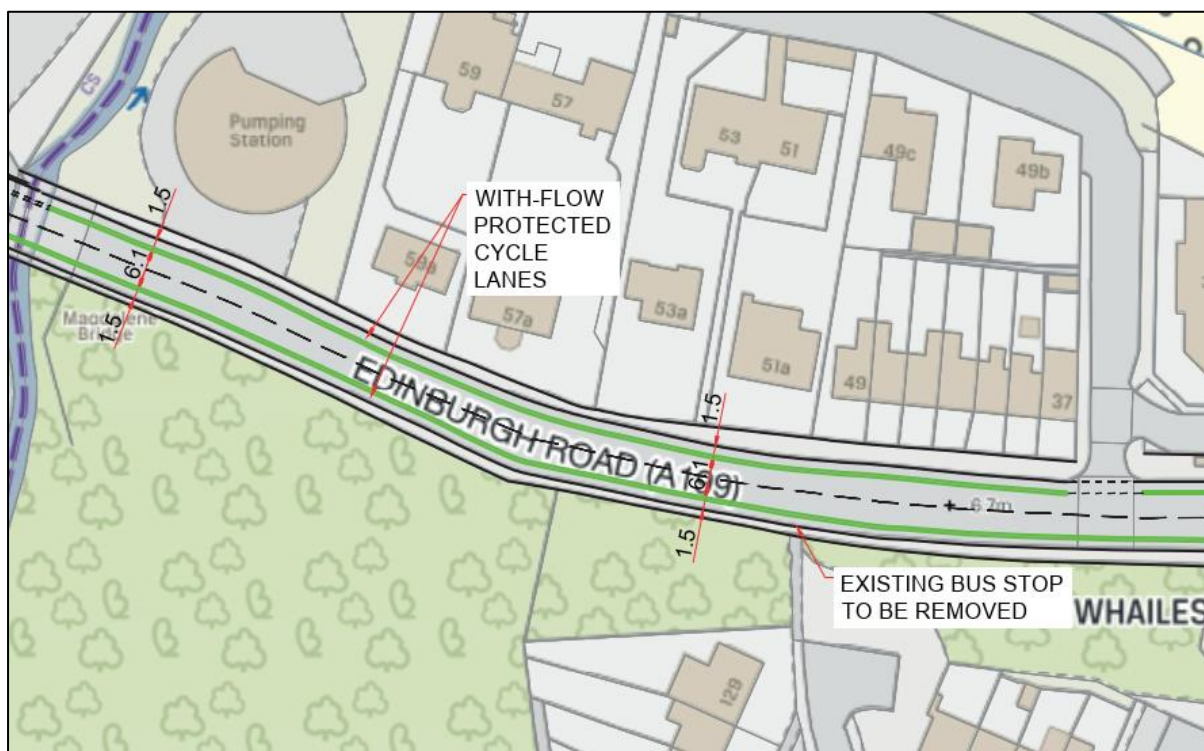 CS
Pumping
Station
59
57
53
51
49c
49b
1.5
6.1
1.5
WITH-FLOW
PROTECTED
CYCLE
LANES
59a
57a
53a
51a
49
37
Magdalene
Bridge
EDINBURGH ROAD (A199)
1.5
6.1
1.5
6.7m
EXISTING BUS STOP
TO BE REMOVED
WHAILES
129